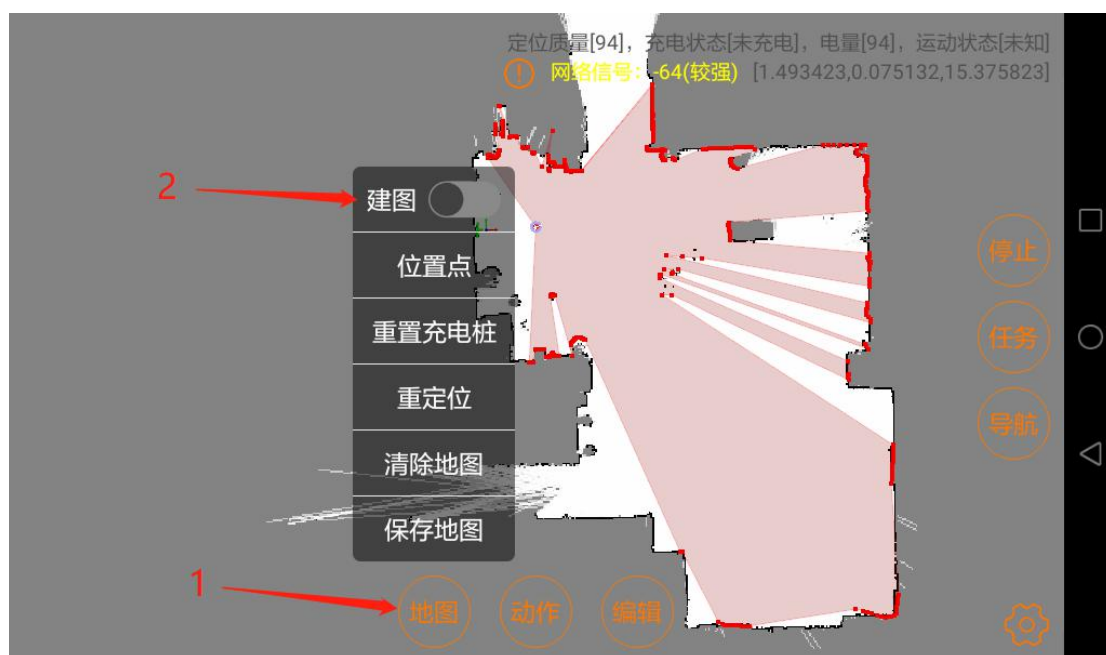 定位质量[94]，充电状态[未充电]，电量[94]，运动状态[未知]
! 网络信号：-64(较强) [1.493423,0.075132,15.375823]
2
建图
位置点
重置充电桩
重定位
清除地图
保存地图
停止
任务
导航
1
地图 动作 编辑